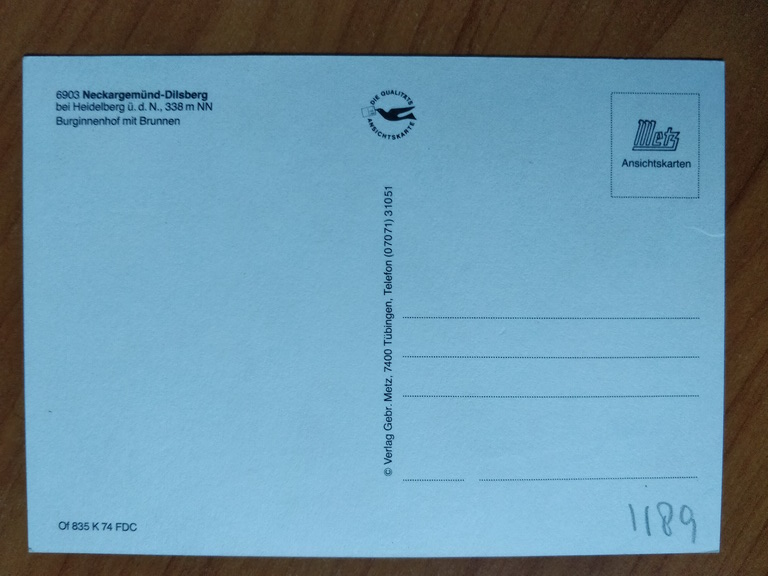 6903 Neckargemünd-Dilsberg
bei Heidelberg ü. d. N., 338 m NN
Burginnenhof mit Brunnen
DIE QUALITÄTS
ANSICHTSKARTE
Metz
Ansichtskarten
© Verlag Gebr. Metz, 7400 Tübingen, Telefon (07071) 31051
Of 835 K 74 FDC
1189